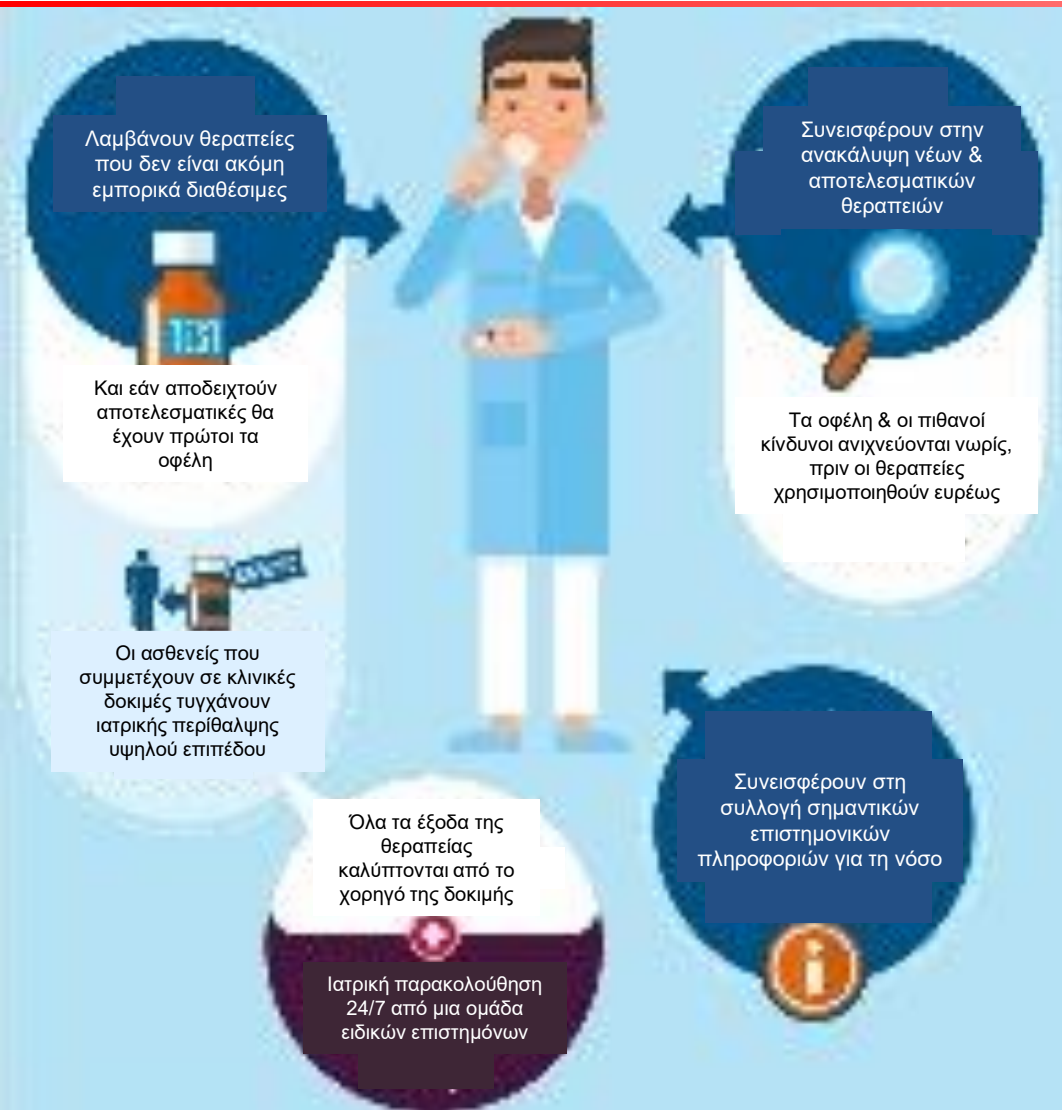 Λαμβάνουν θεραπείες
που δεν είναι ακόμη
εμπορικά διαθέσιμες
Και εάν αποδειχτούν
αποτελεσματικές θα
έχουν πρώτοι τα
οφέλη
Οι ασθενείς που
συμμετέχουν σε κλινικές
δοκιμές τυγχάνουν
ιατρικής περίθαλψης
υψηλού επιπέδου
Όλα τα έξοδα της
θεραπείας
καλύπτονται από το
χορηγό της δοκιμής
Ιατρική παρακολούθηση
24/7 από μια ομάδα
ειδικών επιστημόνων
Συνεισφέρουν στην
ανακάλυψη νέων &
αποτελεσματικών
θεραπειών
Τα οφέλη & οι πιθανοί
κίνδυνοι ανιχνεύονται νωρίς,
πριν οι θεραπείες
χρησιμοποιηθούν ευρέως
Συνεισφέρουν στη
συλλογή σημαντικών
επιστημονικών
πληροφοριών για τη νόσο